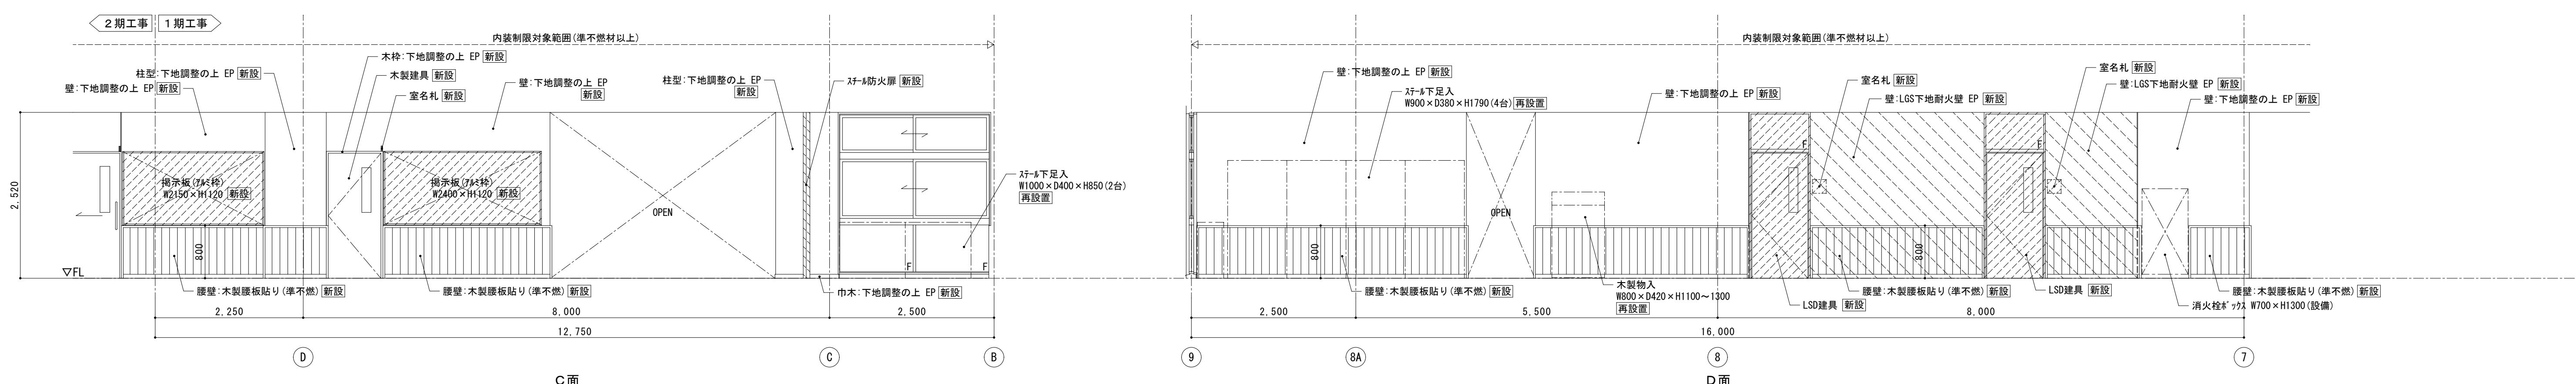 ２期工事 １期工事
内装制限対象範囲(準不燃材以上)
木枠:下地調整の上 EP 新設
柱型:下地調整の上 EP 新設
木製建具 新設
壁:下地調整の上 EP 新設
壁:下地調整の上 EP
新設
室名札 新設
柱型:下地調整の上 EP
新設
ｽﾁｰﾙ防火扉 新設
掲示板(ｱﾙﾐ枠)
W2150×H1120 新設
掲示板(ｱﾙﾐ枠)
W2400×H1120 新設
OPEN
ｽﾁｰﾙ下足入
W1000×D400×H850(2台)
再設置
2,520
800
F
F
▽FL
腰壁:木製腰板貼り(準不燃) 新設
腰壁:木製腰板貼り(準不燃) 新設
巾木:下地調整の上 EP 新設
2,250
8,000
2,500
12,750
D
C
B
Ｃ面
内装制限対象範囲(準不燃材以上)
壁:下地調整の上 EP 新設
ｽﾁｰﾙ下足入
W900×D380×H1790(4台) 再設置
壁:下地調整の上 EP 新設
室名札 新設
壁:LGS下地耐火壁 EP 新設
室名札 新設
壁:LGS下地耐火壁 EP 新設
壁:下地調整の上 EP 新設
F
F
OPEN
800
800
腰壁:木製腰板貼り(準不燃) 新設
木製物入
W800×D420×H1100～1300
再設置
LSD建具 新設
腰壁:木製腰板貼り(準不燃) 新設
LSD建具 新設
腰壁:木製腰板貼り(準不燃) 新設
消火栓ﾎﾞｯｸｽ W700×H1300(設備)
2,500
5,500
8,000
16,000
9
8A
8
7
Ｄ面